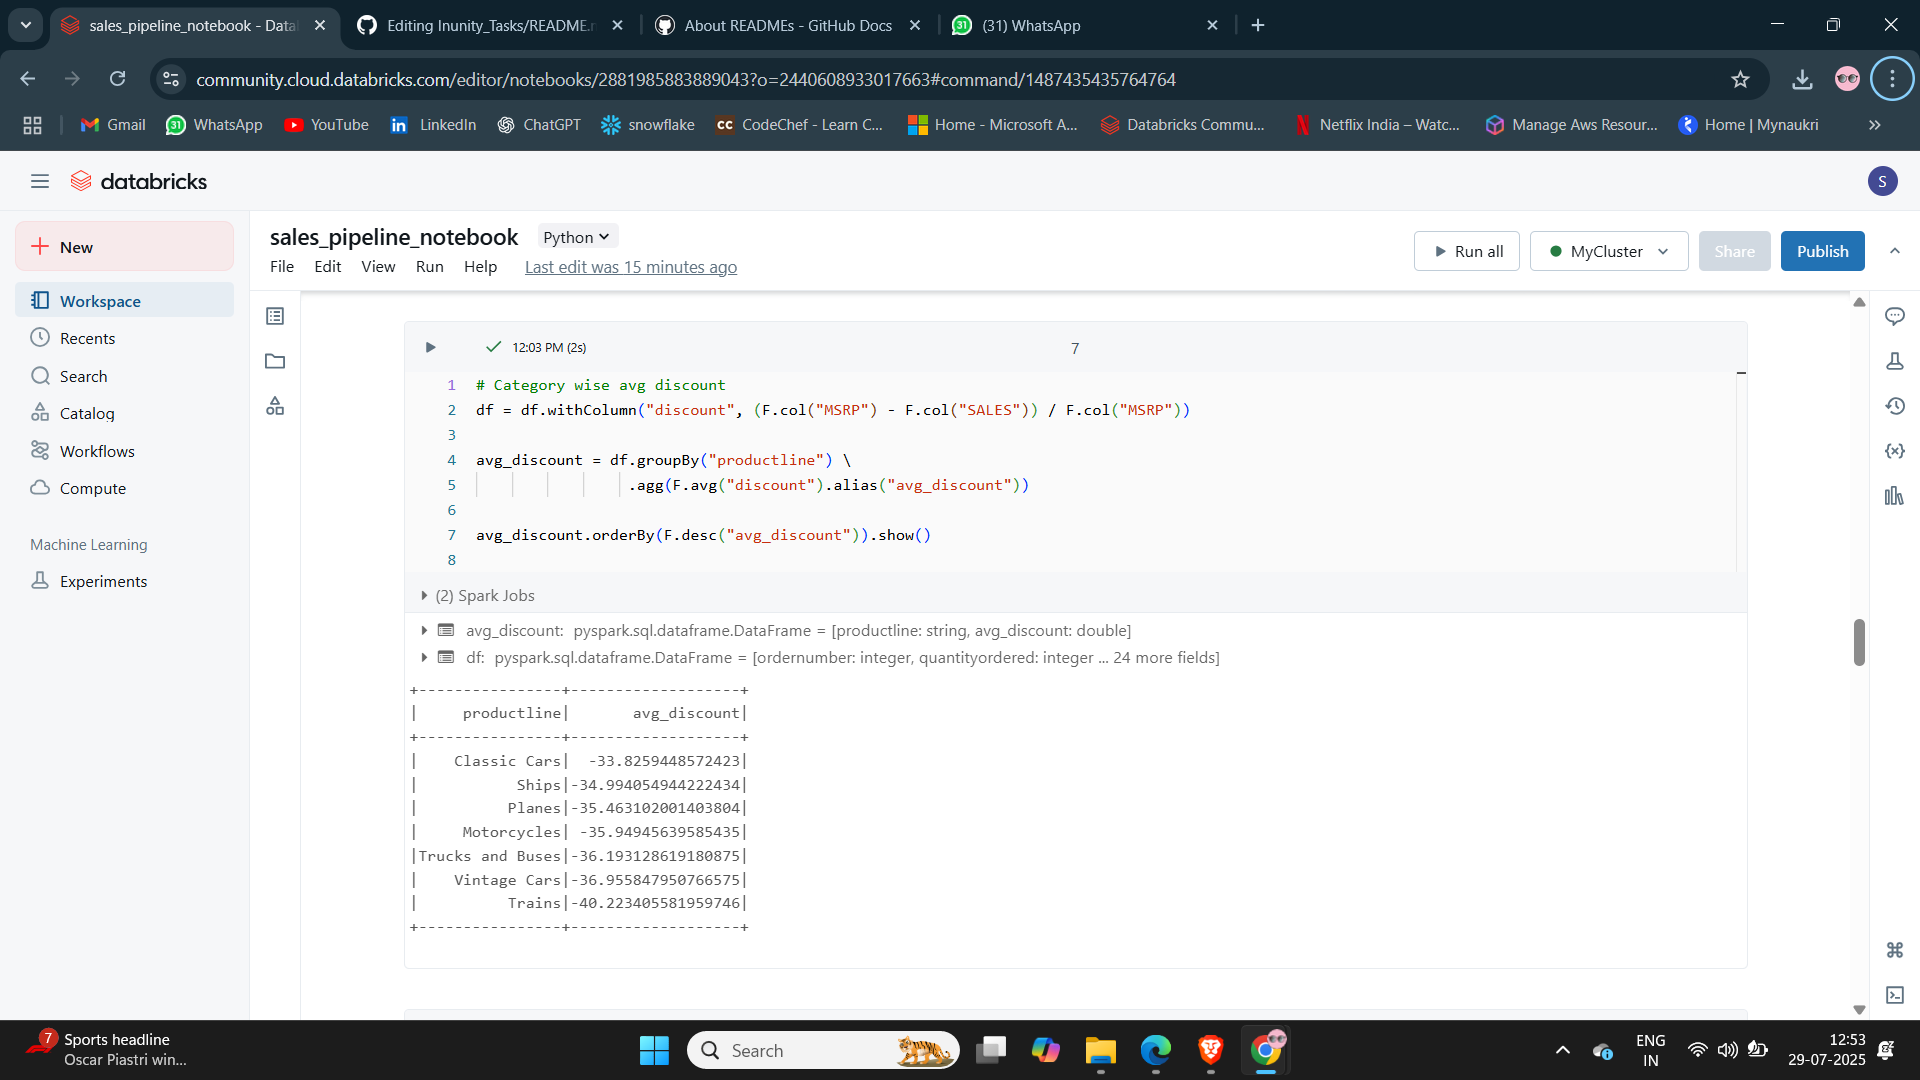 sales_pipeline_notebook - Data
Editing Inunity_Tasks/README.m
About READMEs - GitHub Docs
(31) WhatsApp
community.cloud.databricks.com/editor/notebooks/2881985883889043?o=2440608933017663#command/1487435435764764
Gmail
WhatsApp
YouTube
LinkedIn
ChatGPT
snowflake
CodeChef - Learn C...
Home - Microsoft A...
Databricks Commu...
Netflix India – Watc...
Manage Aws Resour...
Home | Mynaukri
databricks
S
New
Workspace
Recents
Search
Catalog
Workflows
Compute
Machine Learning
Experiments
sales_pipeline_notebook
Python
File Edit View Run Help Last edit was 15 minutes ago
Run all
MyCluster
Share
Publish
12:03 PM (2s)
7
1 # Category wise avg discount
2 df = df.withColumn("discount", (F.col("MSRP") - F.col("SALES")) / F.col("MSRP"))
3
4 avg_discount = df.groupBy("productline") \
5 .agg(F.avg("discount").alias("avg_discount"))
6
7 avg_discount.orderBy(F.desc("avg_discount")).show()
8
(2) Spark Jobs
avg_discount: pyspark.sql.dataframe.DataFrame = [productline: string, avg_discount: double]
df: pyspark.sql.dataframe.DataFrame = [ordernumber: integer, quantityordered: integer ... 24 more fields]
+----------------+-------------------+
|     productline|       avg_discount|
+----------------+-------------------+
|    Classic Cars|  -33.8259448572423|
|           Ships|-34.994054944222434|
|          Planes|-35.463102001403804|
|     Motorcycles| -35.94945639585435|
|Trucks and Buses|-36.193128619180875|
|    Vintage Cars|-36.955847950766575|
|          Trains|-40.223405581959746|
+----------------+-------------------+
7
Sports headline
Oscar Piastri win...
Search
ENG
IN
12:53
29-07-2025